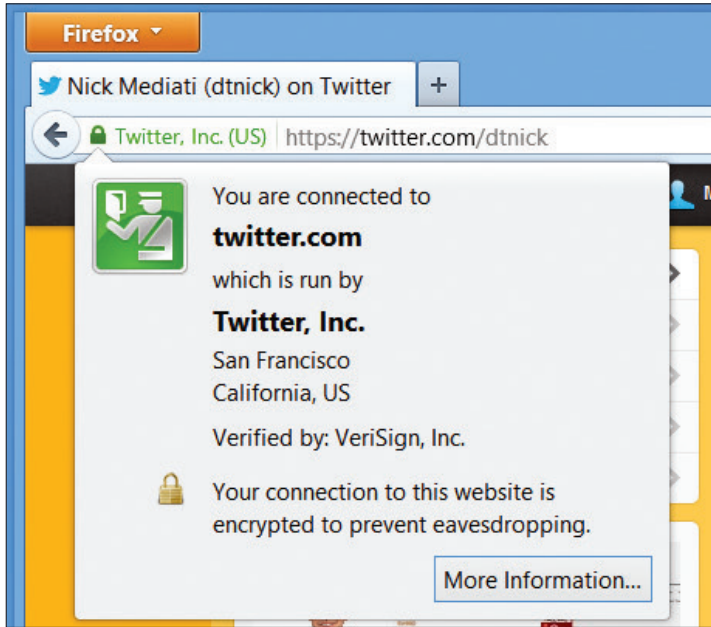 Firefox
Nick Mediati (dtnick) on Twitter +
Twitter, Inc. (US) https://twitter.com/dtnick
You are connected to
twitter.com
which is run by
Twitter, Inc.
San Francisco
California, US
Verified by: VeriSign, Inc.
Your connection to this website is
encrypted to prevent eavesdropping.
More Information...